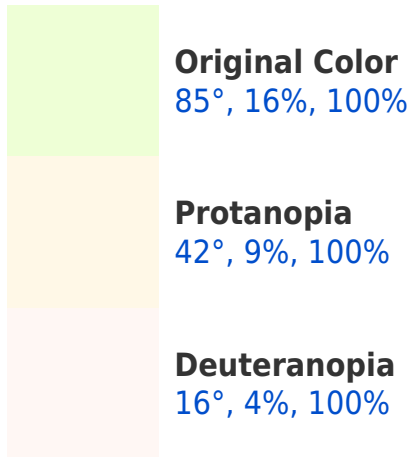 Original Color
85°, 16%, 100%
Protanopia
42°, 9%, 100%
Deuteranopia
16°, 4%, 100%